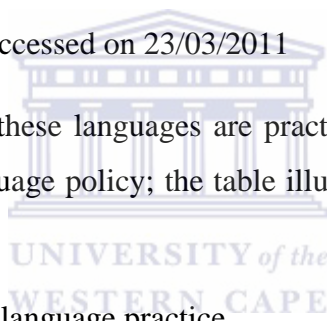 ccessed on 23/03/2011
these languages are pract
uage policy; the table illu
UNIVERSITY of the
language practice
WESTERN CAPE